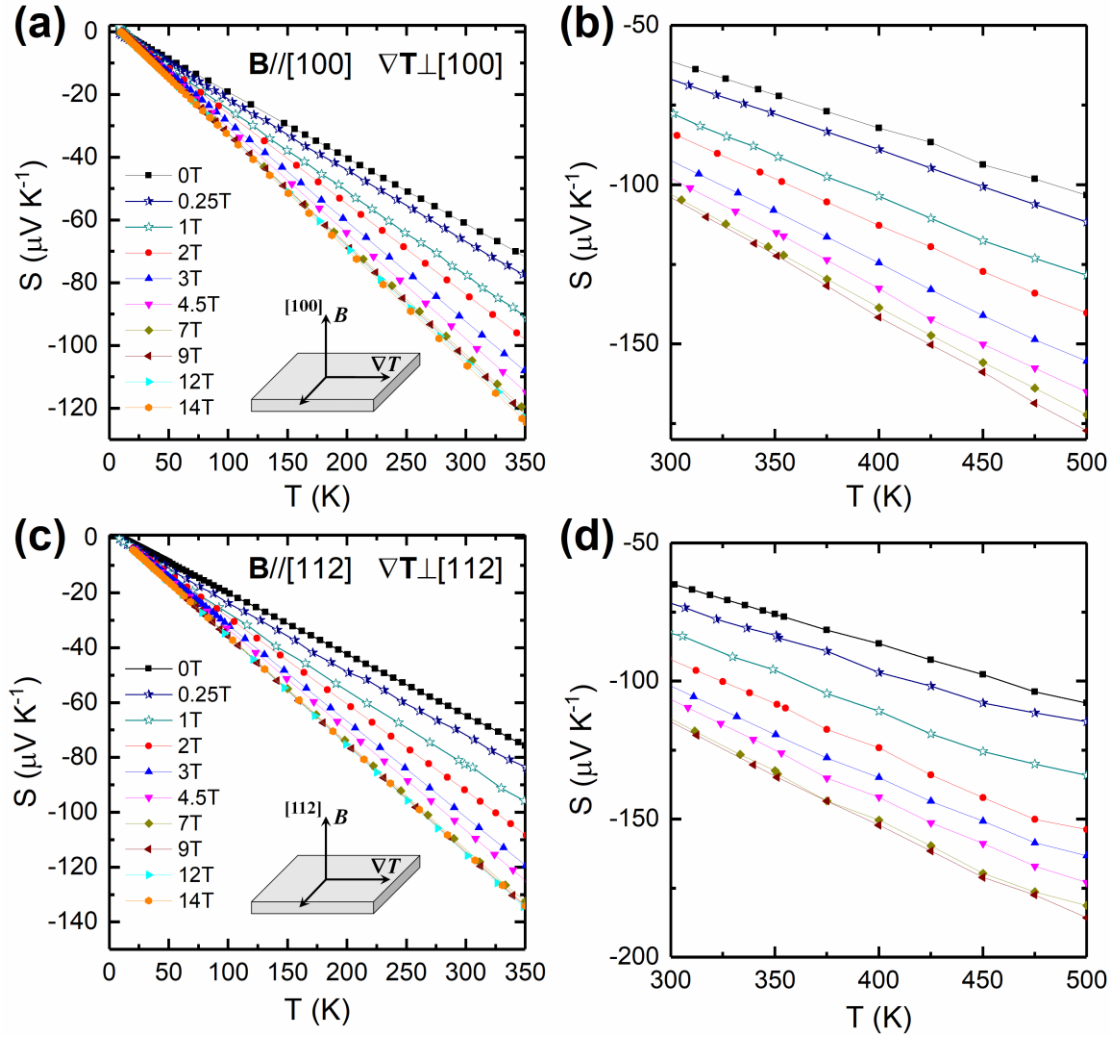 (a)
B//[100] ∇T⊥[100]
0
-20
-40
-60
-80
-100
-120
S (μV K⁻¹)
0T
0.25T
1T
2T
3T
4.5T
7T
9T
12T
14T
[100]
B
∇T
0 50 100 150 200 250 300 350
T (K)
(b)
-50
-100
-150
S (μV K⁻¹)
300 350 400 450 500
T (K)
(c)
B//[112] ∇T⊥[112]
0
-20
-40
-60
-80
-100
-120
-140
S (μV K⁻¹)
0T
0.25T
1T
2T
3T
4.5T
7T
9T
12T
14T
[112]
B
∇T
0 50 100 150 200 250 300 350
T (K)
(d)
-50
-100
-150
-200
S (μV K⁻¹)
300 350 400 450 500
T (K)